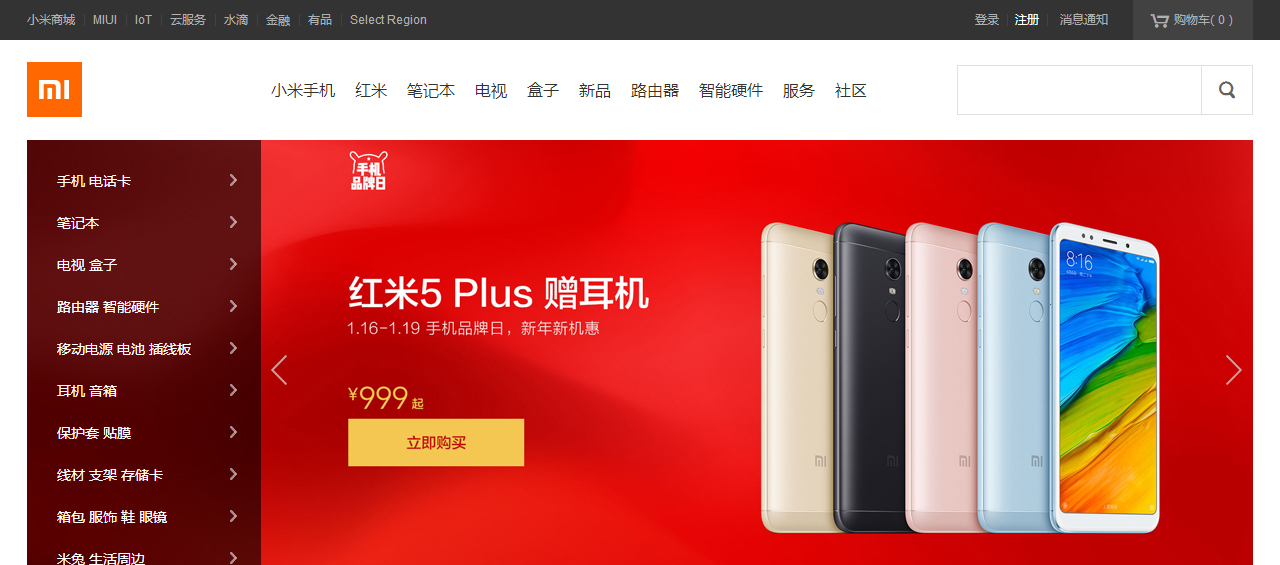 小米商城 MIUI IoT 云服务 水滴 金融 有品 Select Region 登录 注册 消息通知 购物车( 0 )
mi 小米手机 红米 笔记本 电视 盒子 新品 路由器 智能硬件 服务 社区
手机 电话卡
笔记本
电视 盒子
路由器 智能硬件
移动电源 电池 插线板
耳机 音箱
保护套 贴膜
线材 支架 存储卡
箱包 服饰 鞋 眼镜
米兔 生活周边
手机
品牌日
红米5 Plus 赠耳机
1.16-1.19 手机品牌日，新年新机惠
¥999起
立即购买
mi mi mi mi
8:16